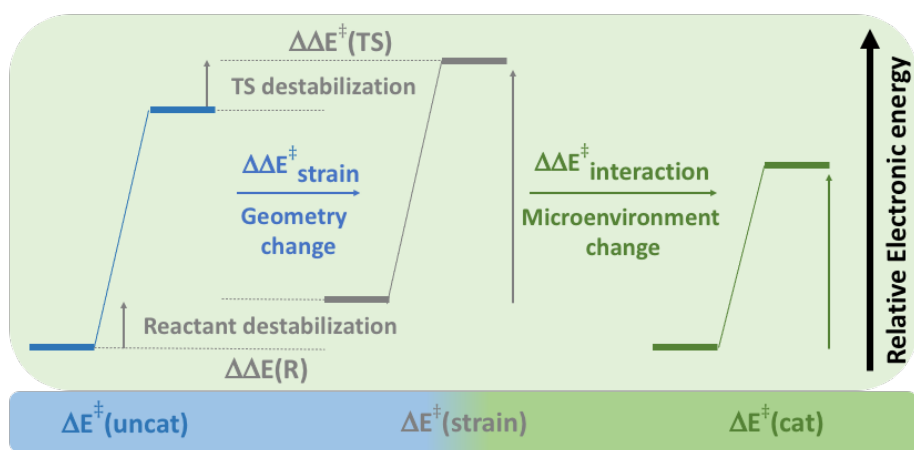 ΔΔE‡(TS)
TS destabilization
ΔΔE‡strain
Geometry
change
ΔΔE‡interaction
Microenvironment
change
Reactant destabilization
ΔΔE(R)
Relative Electronic energy
ΔE‡(uncat)
ΔE‡(strain)
ΔE‡(cat)